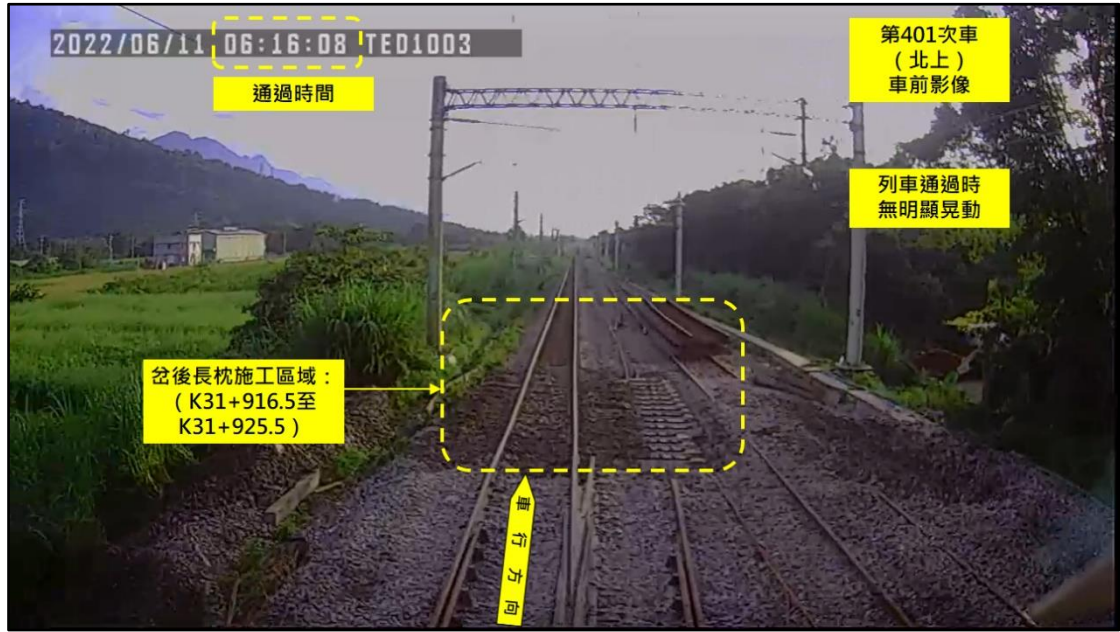 2022/06/11 06:16:08 TED1003
通過時間
第401次車
（北上）
車前影像
列車通過時
無明顯晃動
岔後長枕施工區域：
（K31+916.5至
K31+925.5）
車行方向